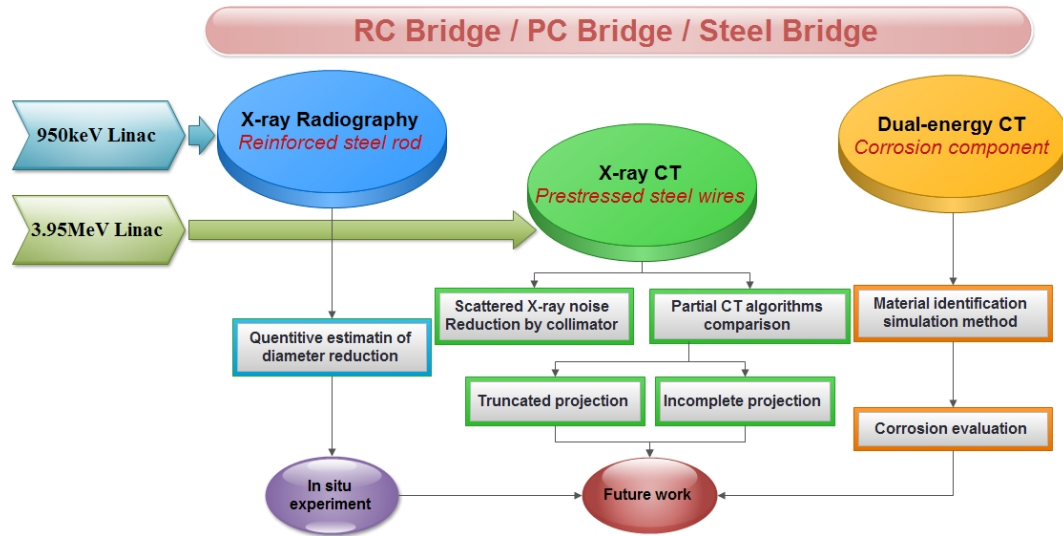 RC Bridge / PC Bridge / Steel Bridge
950keV Linac
X-ray Radiography
Reinforced steel rod
Dual-energy CT
Corrosion component
X-ray CT
Prestressed steel wires
3.95MeV Linac
Scattered X-ray noise
Reduction by collimator
Partial CT algorithms
comparison
Material identification
simulation method
Quentitive estimatin of
diameter reduction
Truncated projection
Incomplete projection
Corrosion evaluation
In situ
experiment
Future work